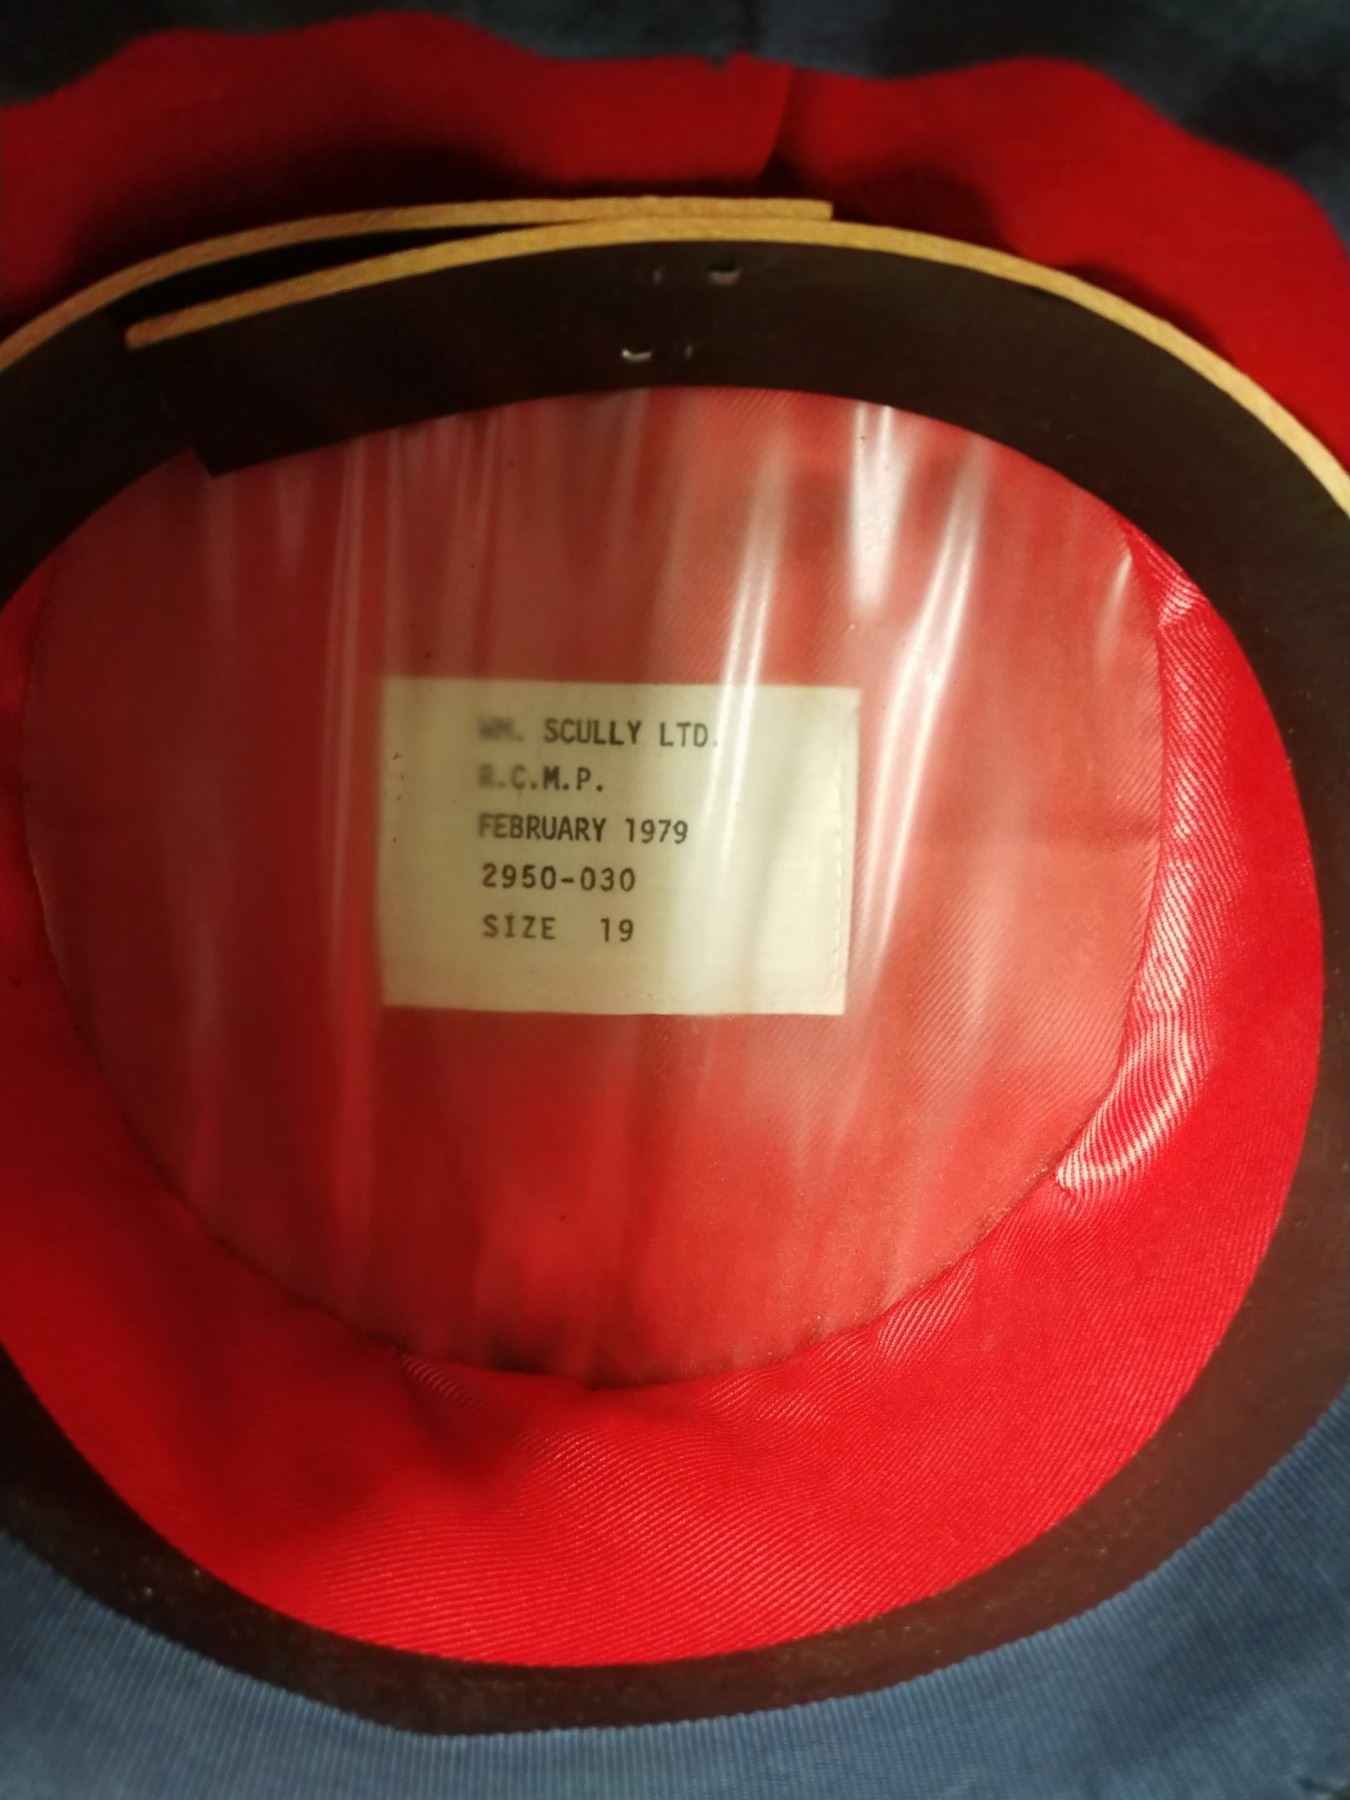 WM. SCULLY LTD.
R.C.M.P.
FEBRUARY 1979
2950-030
SIZE 19